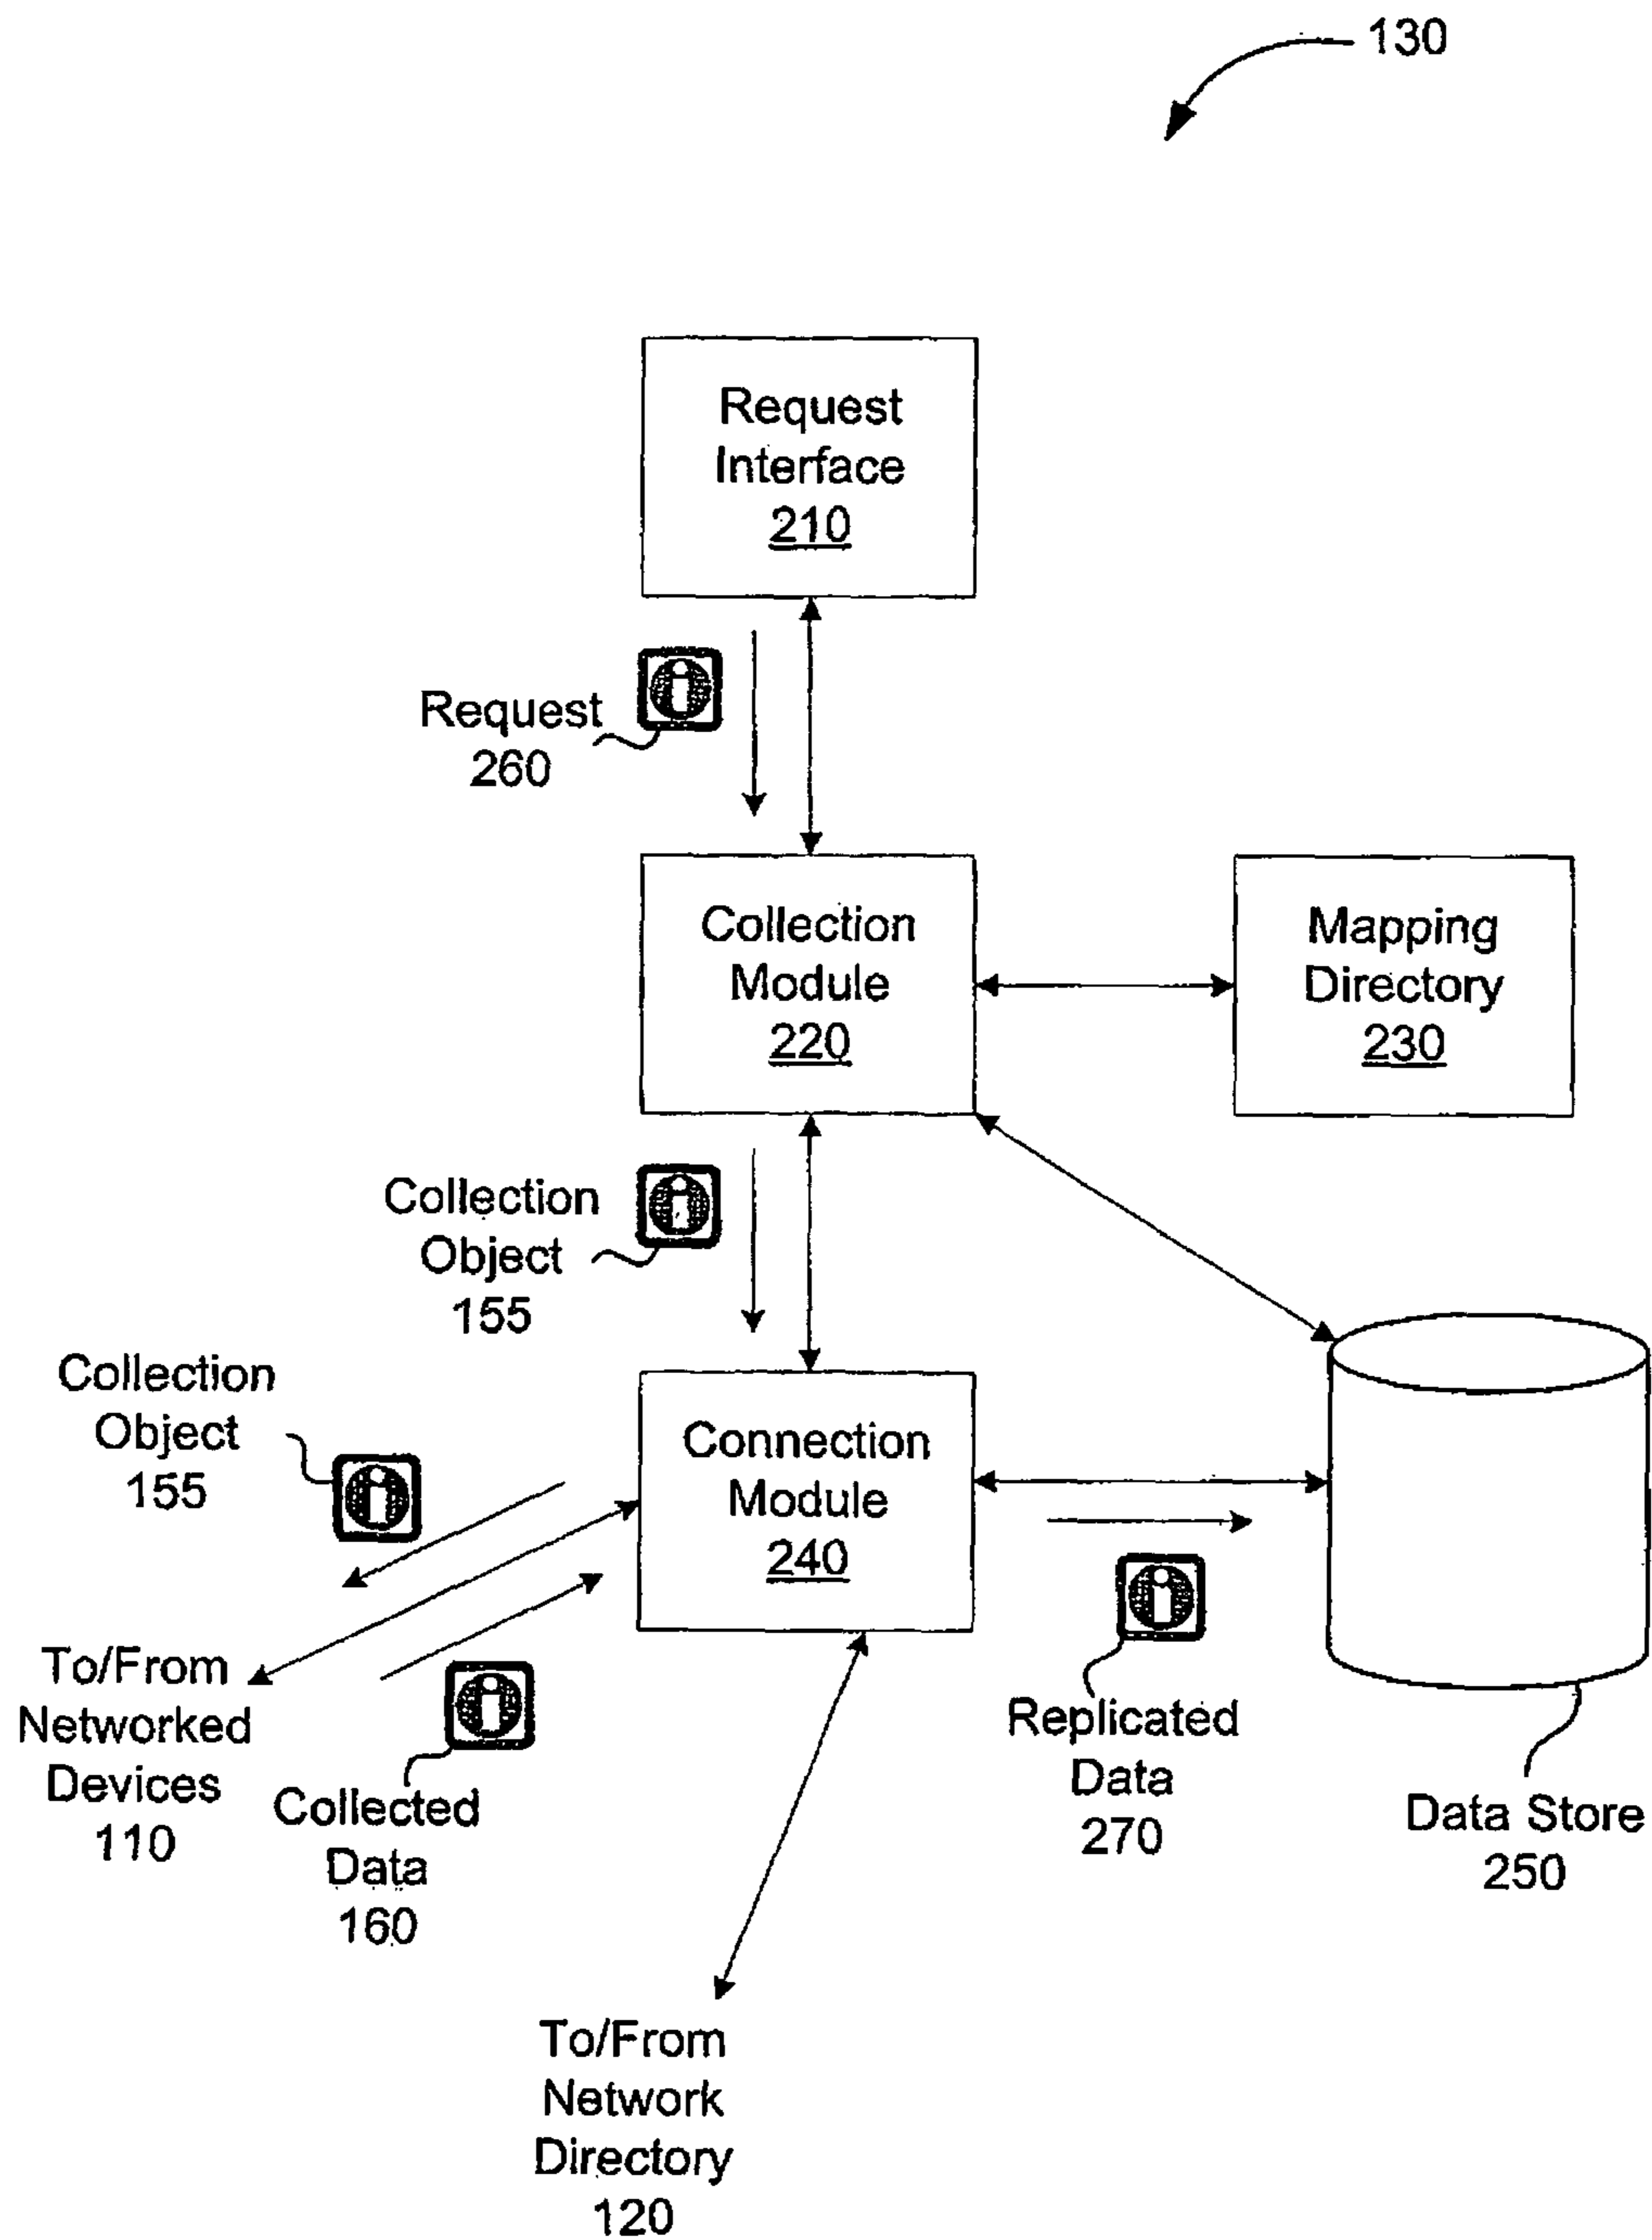 130
Request
Interface
210
Request
260
Collection
Module
220
Mapping
Directory
230
Collection
Object
155
Collection
Object
155
Connection
Module
240
To/From
Networked
Devices
110
Collected
Data
160
Replicated
Data
270
Data Store
250
To/From
Network
Directory
120